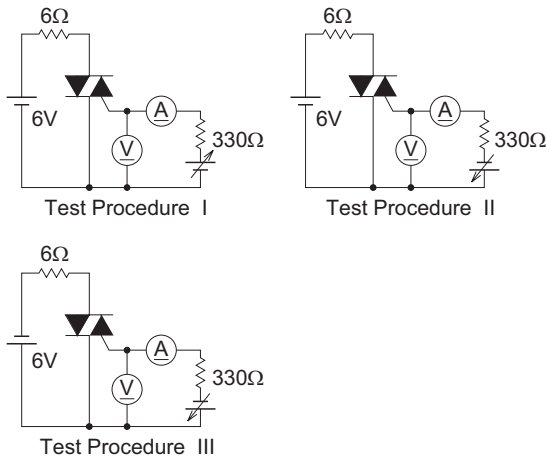 6Ω
6V
A
V
330Ω
Test Procedure I
6Ω
6V
A
V
330Ω
Test Procedure II
6Ω
6V
A
V
330Ω
Test Procedure III